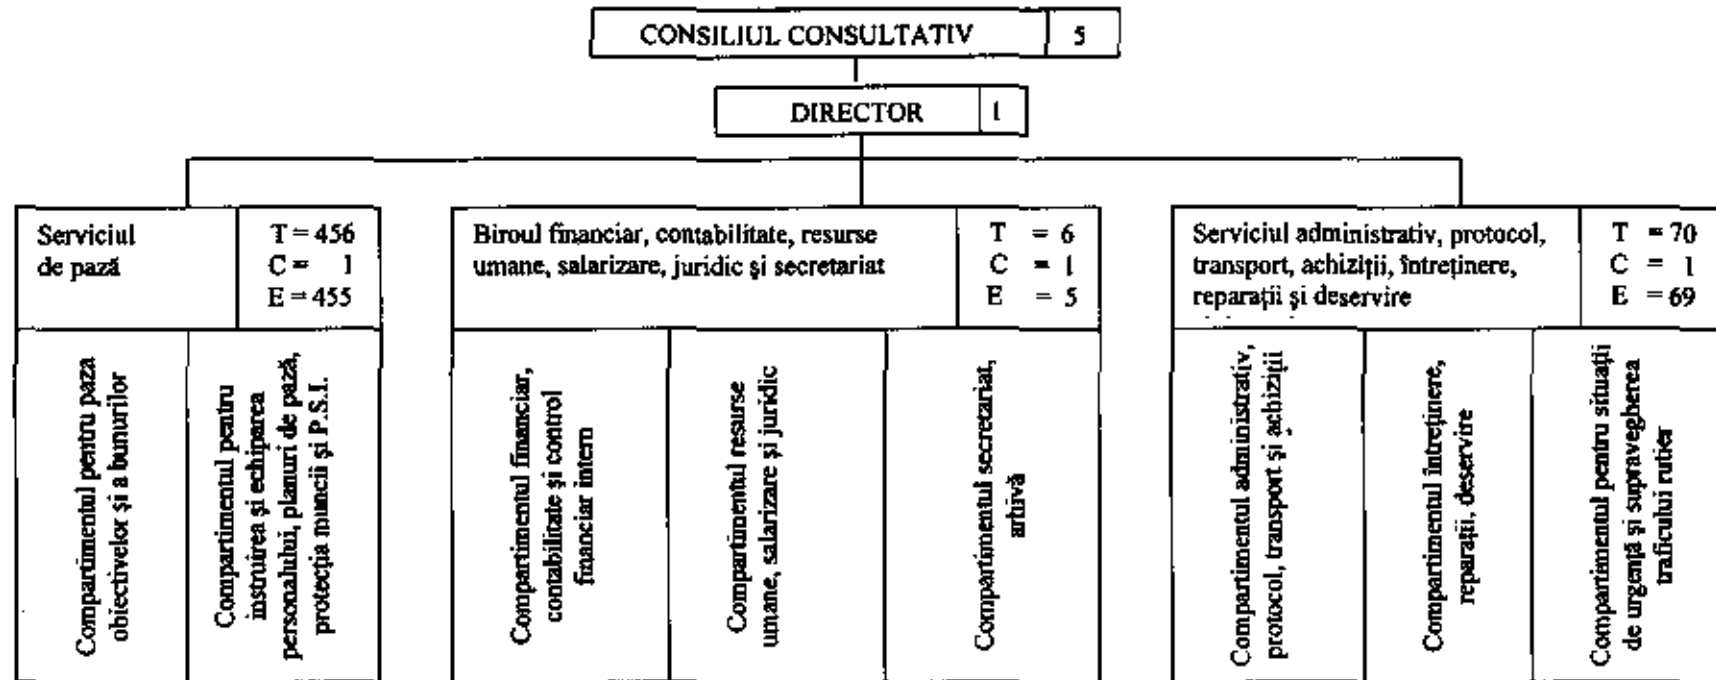 CONSILIUL CONSULTATIV 5
DIRECTOR 1
Serviciul
de pază
T = 456
C = 1
E = 455
Biroul financiar, contabilitate, resurse
umane, salarizare, juridic şi secretariat
T = 6
C = 1
E = 5
Serviciul administrativ, protocol,
transport, achiziţii, întreţinere,
reparaţii şi deservire
T = 70
C = 1
E = 69
Compartimentul pentru paza
obiectivelor şi a bunurilor
Compartimentul pentru
instruirea şi echiparea
personalului, planuri de pază,
protecţia muncii şi P.S.I.
Compartimentul financiar,
contabilitate şi control
financiar intern
Compartimentul resurse
umane, salarizare şi juridic
Compartimentul secretariat,
arhivă
Compartimentul administrativ,
protocol, transport şi achiziţii
Compartimentul întreţinere,
reparaţii, deservire
Compartimentul pentru situaţii
de urgenţă şi supravegherea
traficului rutier